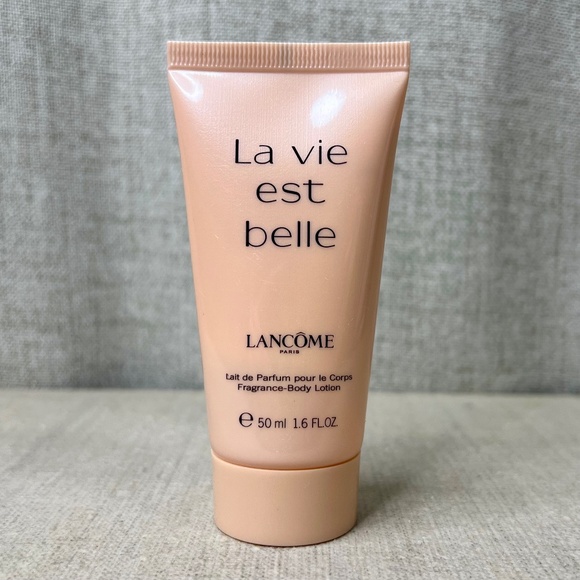 La vie
est
belle
LANCÔME
PARIS
Lait de Parfum pour le Corps
Fragrance-Body Lotion
℮ 50 ml 1.6 FL.OZ.